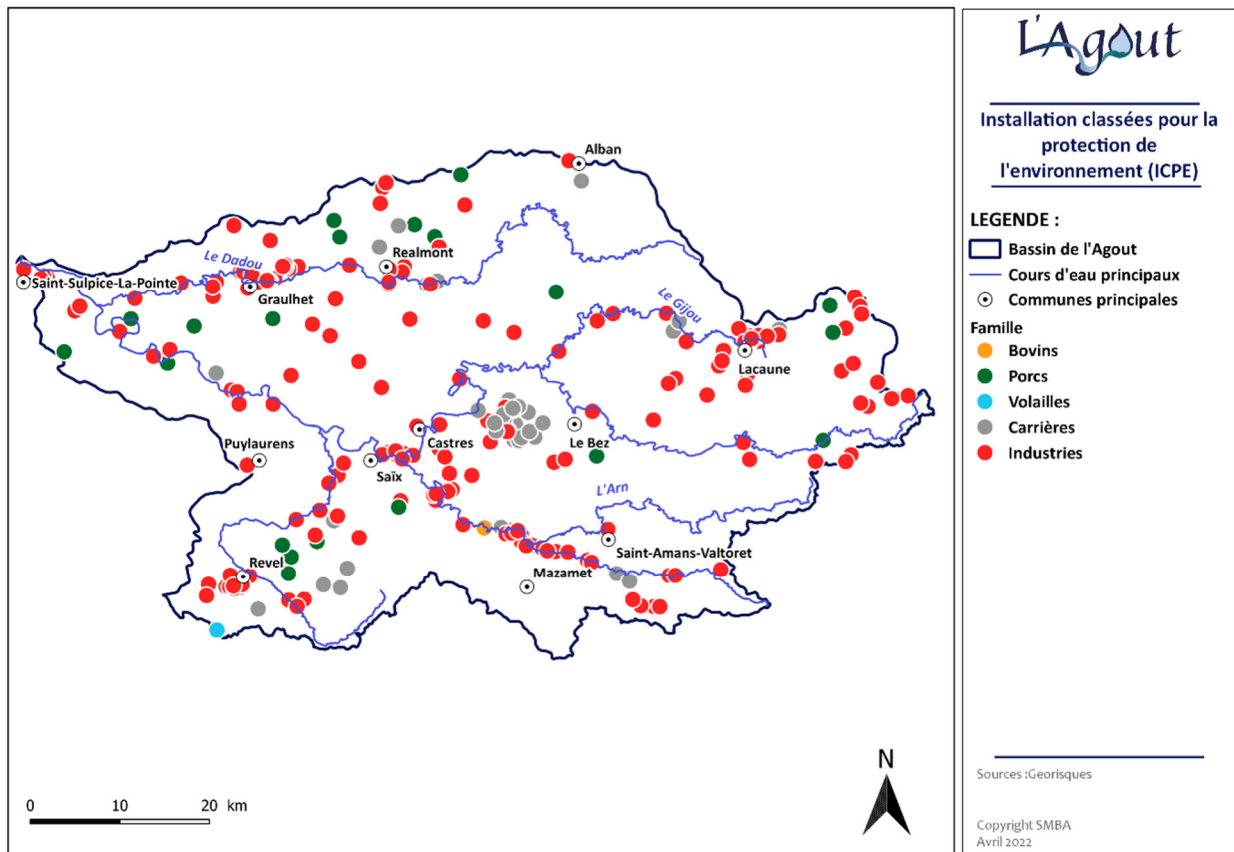 Alban
Le Dadou
Realmont
Saint-Sulpice-La-Pointe
Graulhet
Le Gijou
Lacaune
Puylaurens
Castres
Le Bez
Saïx
L'Arn
Saint-Amans-Valtoret
Revel
Mazamet
0 10 20 km
N
L'Agout
Installation classées pour la
protection de
l'environnement (ICPE)
LEGENDE :
Bassin de l'Agout
Cours d'eau principaux
Communes principales
Famille
Bovins
Porcs
Volailles
Carrières
Industries
Sources :Georisques
Copyright SMBA
Avril 2022